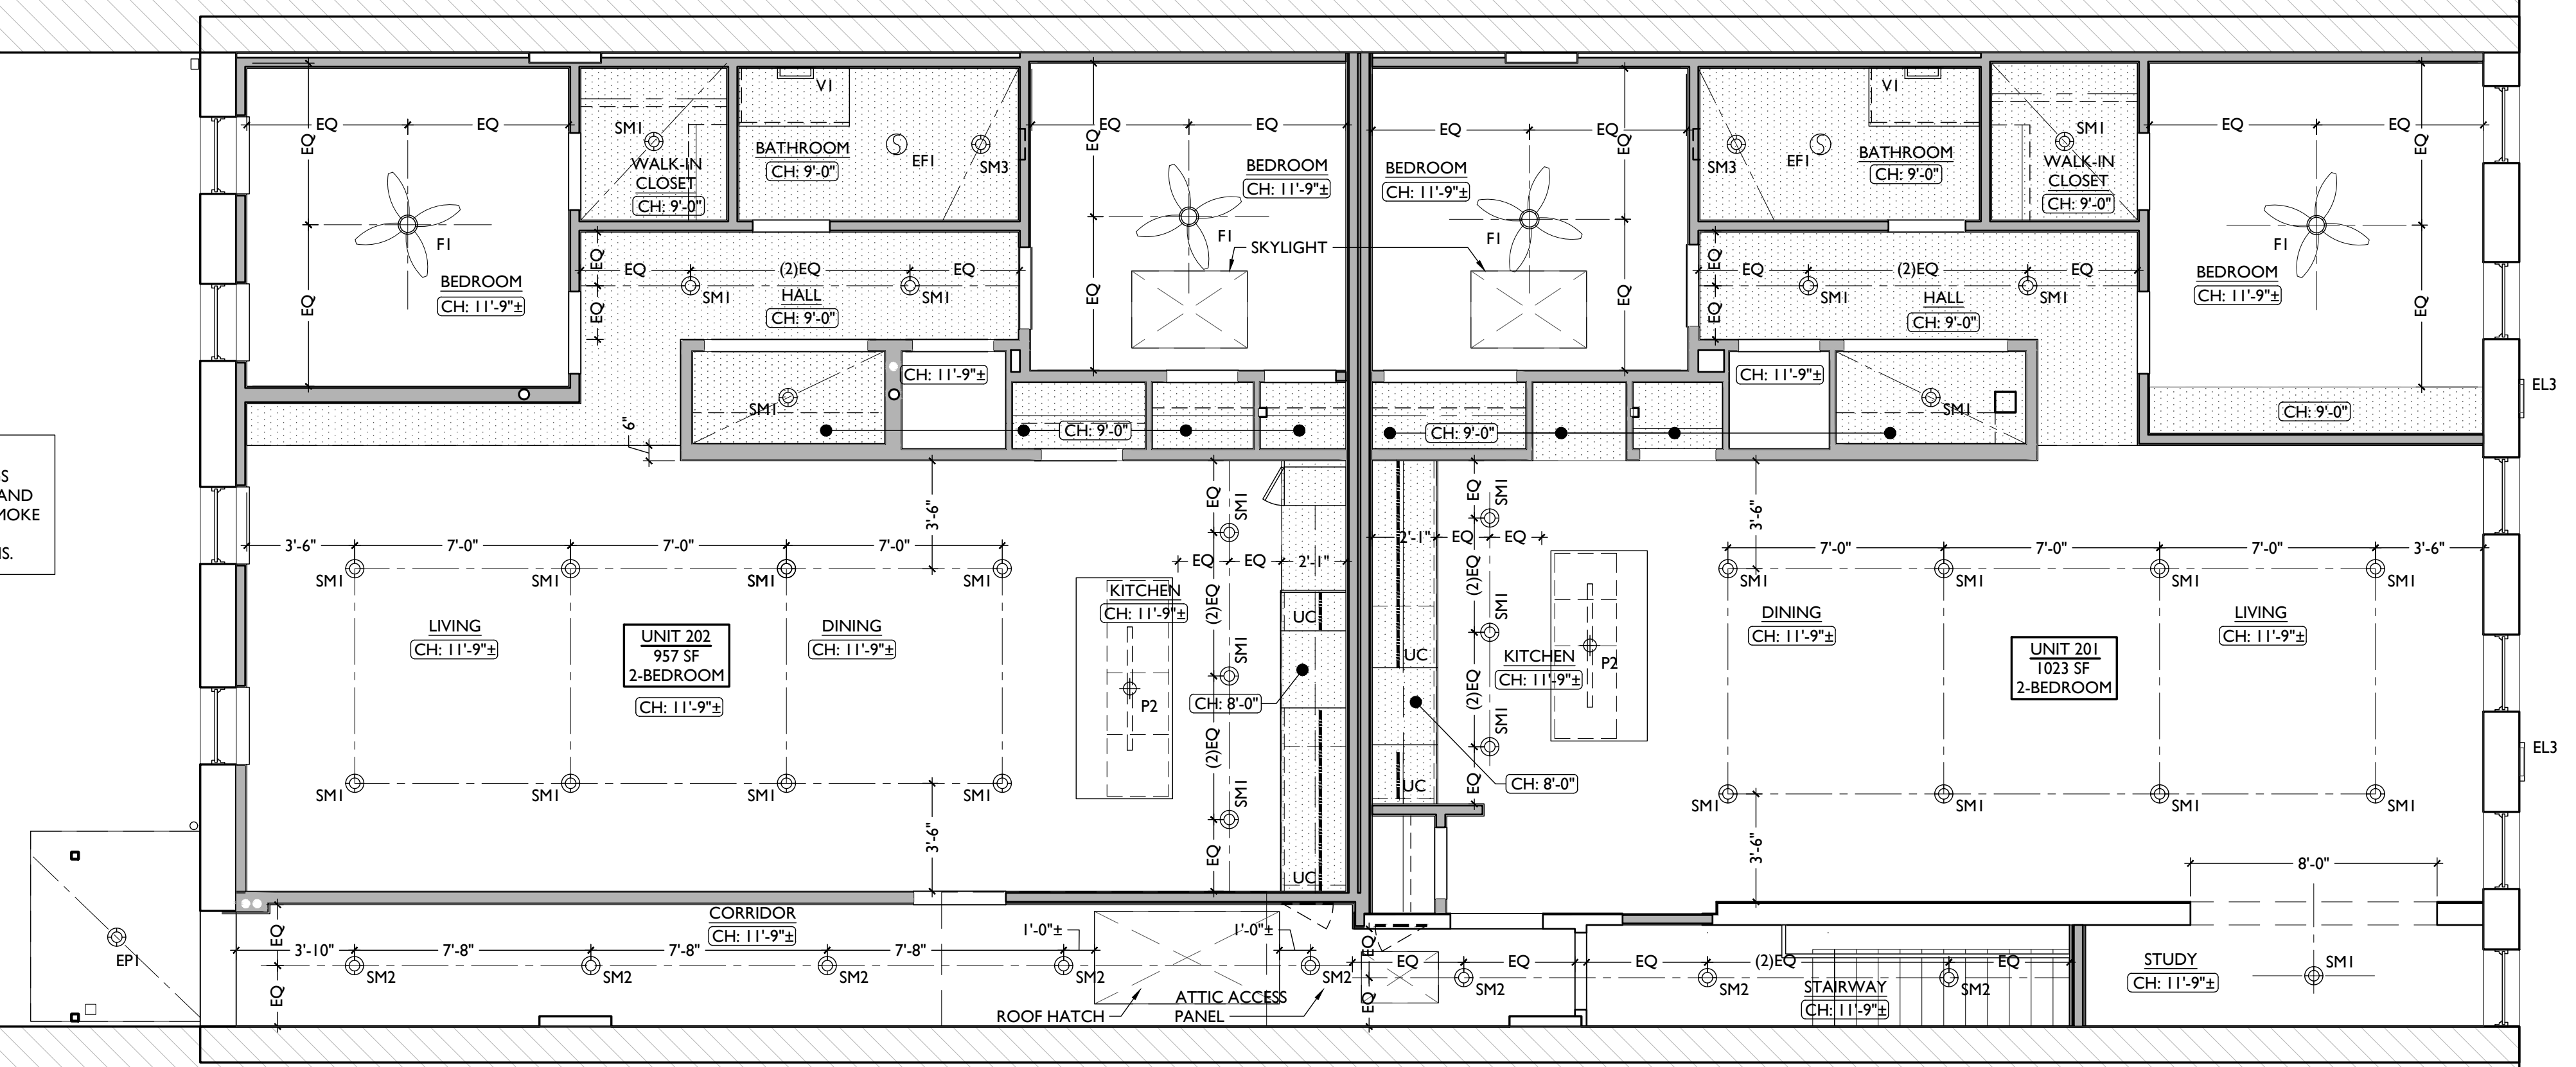 V1
V1
EQ
EQ
EQ
SM1
WALK-IN
CLOSET
CH: 9'-0"
BATHROOM
CH: 9'-0"
EF1
SM3
EQ
EQ
EQ
BEDROOM
CH: 11'-9"±
EQ
EQ
EQ
BEDROOM
CH: 11'-9"±
SM3
EF1
BATHROOM
CH: 9'-0"
SM1
WALK-IN
CLOSET
CH: 9'-0"
EQ
EQ
EQ
F1
BEDROOM
CH: 11'-9"±
EQ
EQ
EQ
(2)EQ
EQ
EQ
SM1
SM1
HALL
CH: 9'-0"
F1
SKYLIGHT
F1
EQ
EQ
EQ
EQ
(2)EQ
EQ
EQ
SM1
SM1
HALL
CH: 9'-0"
F1
BEDROOM
CH: 11'-9"±
EQ
CH: 11'-9"±
CH: 11'-9"±
EL3
SM1
SM1
CH: 9'-0"
6"
CH: 9'-0"
CH: 9'-0"
S
AND
MOKE
IS.
3'-6"
7'-0"
7'-0"
7'-0"
3'-6"
EQ
SM1
EQ
EQ
2'-1"
2'-1"
EQ
EQ
EQ
SM1
3'-6"
7'-0"
7'-0"
7'-0"
3'-6"
SM1
SM1
SM1
SM1
SM1
SM1
SM1
SM1
KITCHEN
CH: 11'-9"±
(2)EQ
UC
(2)EQ
SM1
LIVING
CH: 11'-9"±
UNIT 202
957 SF
2-BEDROOM
CH: 11'-9"±
DINING
CH: 11'-9"±
SM1
UC
KITCHEN
CH: 11'-9"±
P2
DINING
CH: 11'-9"±
UNIT 201
1023 SF
2-BEDROOM
LIVING
CH: 11'-9"±
P2
CH: 8'-0"
(2)EQ
(2)EQ
SM1
EL3
SM1
SM1
SM1
SM1
SM1
UC
EQ
CH: 8'-0"
SM1
SM1
SM1
SM1
3'-6"
EQ
UC
3'-6"
8'-0"
CORRIDOR
CH: 11'-9"±
EQ
3'-10"
7'-8"
7'-8"
7'-8"
1'-0"±
1'-0"±
EQ
EQ
EQ
EQ
(2)EQ
EQ
EP1
SM2
SM2
SM2
SM2
SM2
SM2
SM2
SM2
STUDY
CH: 11'-9"±
SM1
EQ
EQ
ROOF HATCH
ATTIC ACCESS
PANEL
STAIRWAY
CH: 11'-9"±